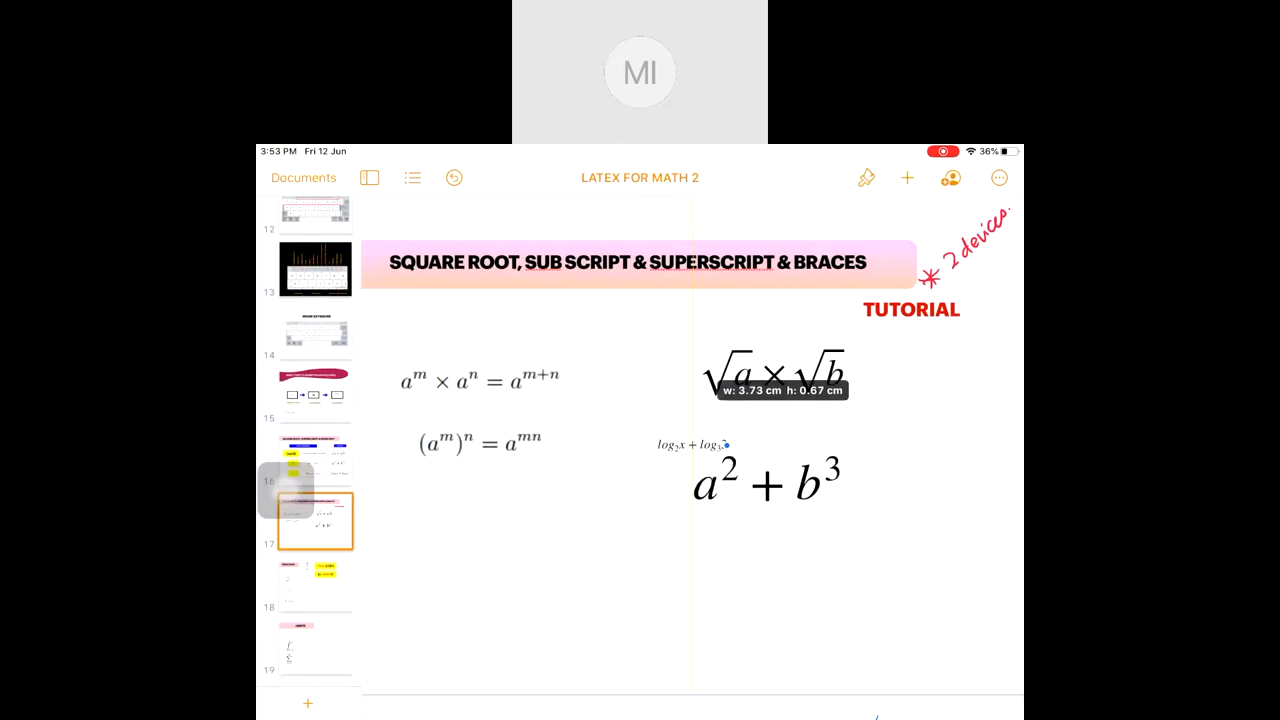 MI
3:53 PM Fri 12 Jun
36%
Documents
LATEX FOR MATH 2
* 2 devices.
SQUARE ROOT, SUB SCRIPT & SUPERSCRIPT & BRACES
TUTORIAL
√a × √b
a^m × a^n = a^{m+n}
w: 3.73 cm h: 0.67 cm
(a^m)^n = a^{mn}
log₂x + log₃
a² + b³
12
13
14
15
16
17
18
19